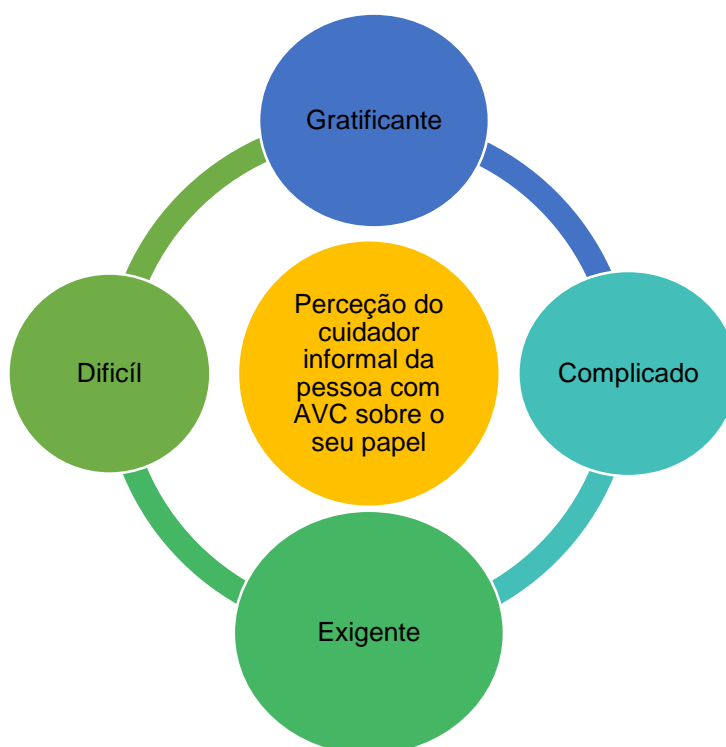 Gratificante
Perceção do
cuidador
informal da
pessoa com
AVC sobre o
seu papel
Dificíl
Complicado
Exigente